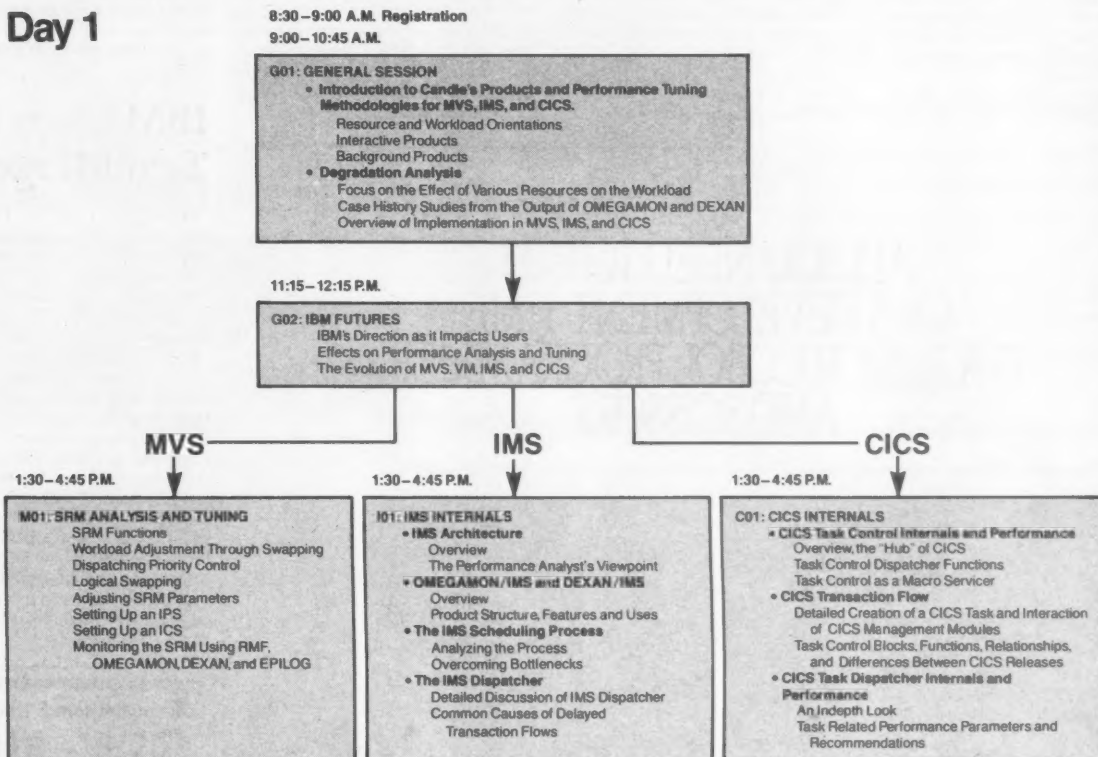 Day 1
8:30–9:00 A.M. Registration
9:00–10:45 A.M.
G01: GENERAL SESSION
• Introduction to Candle's Products and Performance Tuning
Methodologies for MVS, IMS, and CICS.
Resource and Workload Orientations
Interactive Products
Background Products
• Degradation Analysis
Focus on the Effect of Various Resources on the Workload
Case History Studies from the Output of OMEGAMON and DEXAN
Overview of Implementation in MVS, IMS, and CICS
11:15–12:15 P.M.
G02: IBM FUTURES
IBM's Direction as it Impacts Users
Effects on Performance Analysis and Tuning
The Evolution of MVS, VM, IMS, and CICS
MVS
IMS
CICS
1:30–4:45 P.M.
M01: SRM ANALYSIS AND TUNING
SRM Functions
Workload Adjustment Through Swapping
Dispatching Priority Control
Logical Swapping
Adjusting SRM Parameters
Setting Up an IPS
Setting Up an ICS
Monitoring the SRM Using RMF,
OMEGAMON, DEXAN, and EPILOG
1:30–4:45 P.M.
I01: IMS INTERNALS
• IMS Architecture
Overview
The Performance Analyst's Viewpoint
• OMEGAMON/IMS and DEXAN/IMS
Overview
Product Structure, Features and Uses
• The IMS Scheduling Process
Analyzing the Process
Overcoming Bottlenecks
• The IMS Dispatcher
Detailed Discussion of IMS Dispatcher
Common Causes of Delayed
Transaction Flows
1:30–4:45 P.M.
C01: CICS INTERNALS
• CICS Task Control Internals and Performance
Overview, the "Hub" of CICS
Task Control Dispatcher Functions
Task Control as a Macro Servicer
• CICS Transaction Flow
Detailed Creation of a CICS Task and Interaction
of CICS Management Modules
Task Control Blocks, Functions, Relationships,
and Differences Between CICS Releases
• CICS Task Dispatcher Internals and
Performance
An Indepth Look
Task Related Performance Parameters and
Recommendations